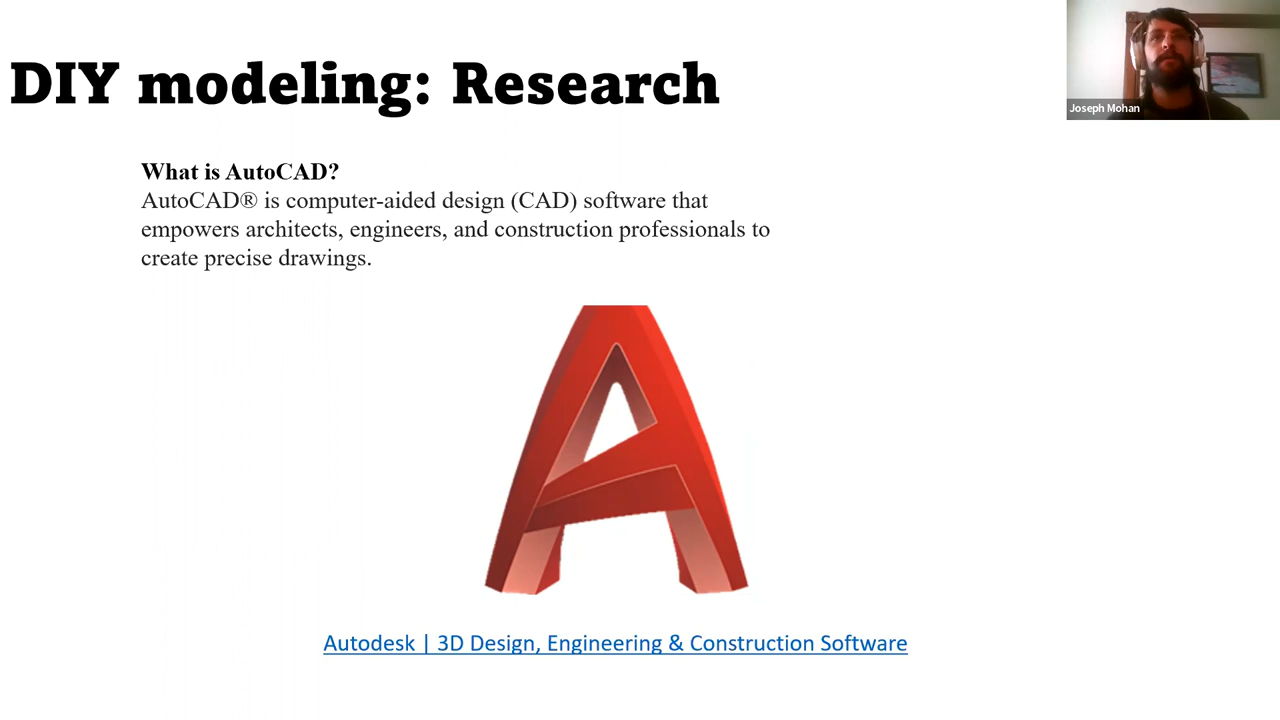 DIY modeling: Research
Joseph Mohan
What is AutoCAD?
AutoCAD® is computer-aided design (CAD) software that
empowers architects, engineers, and construction professionals to
create precise drawings.
Autodesk | 3D Design, Engineering & Construction Software